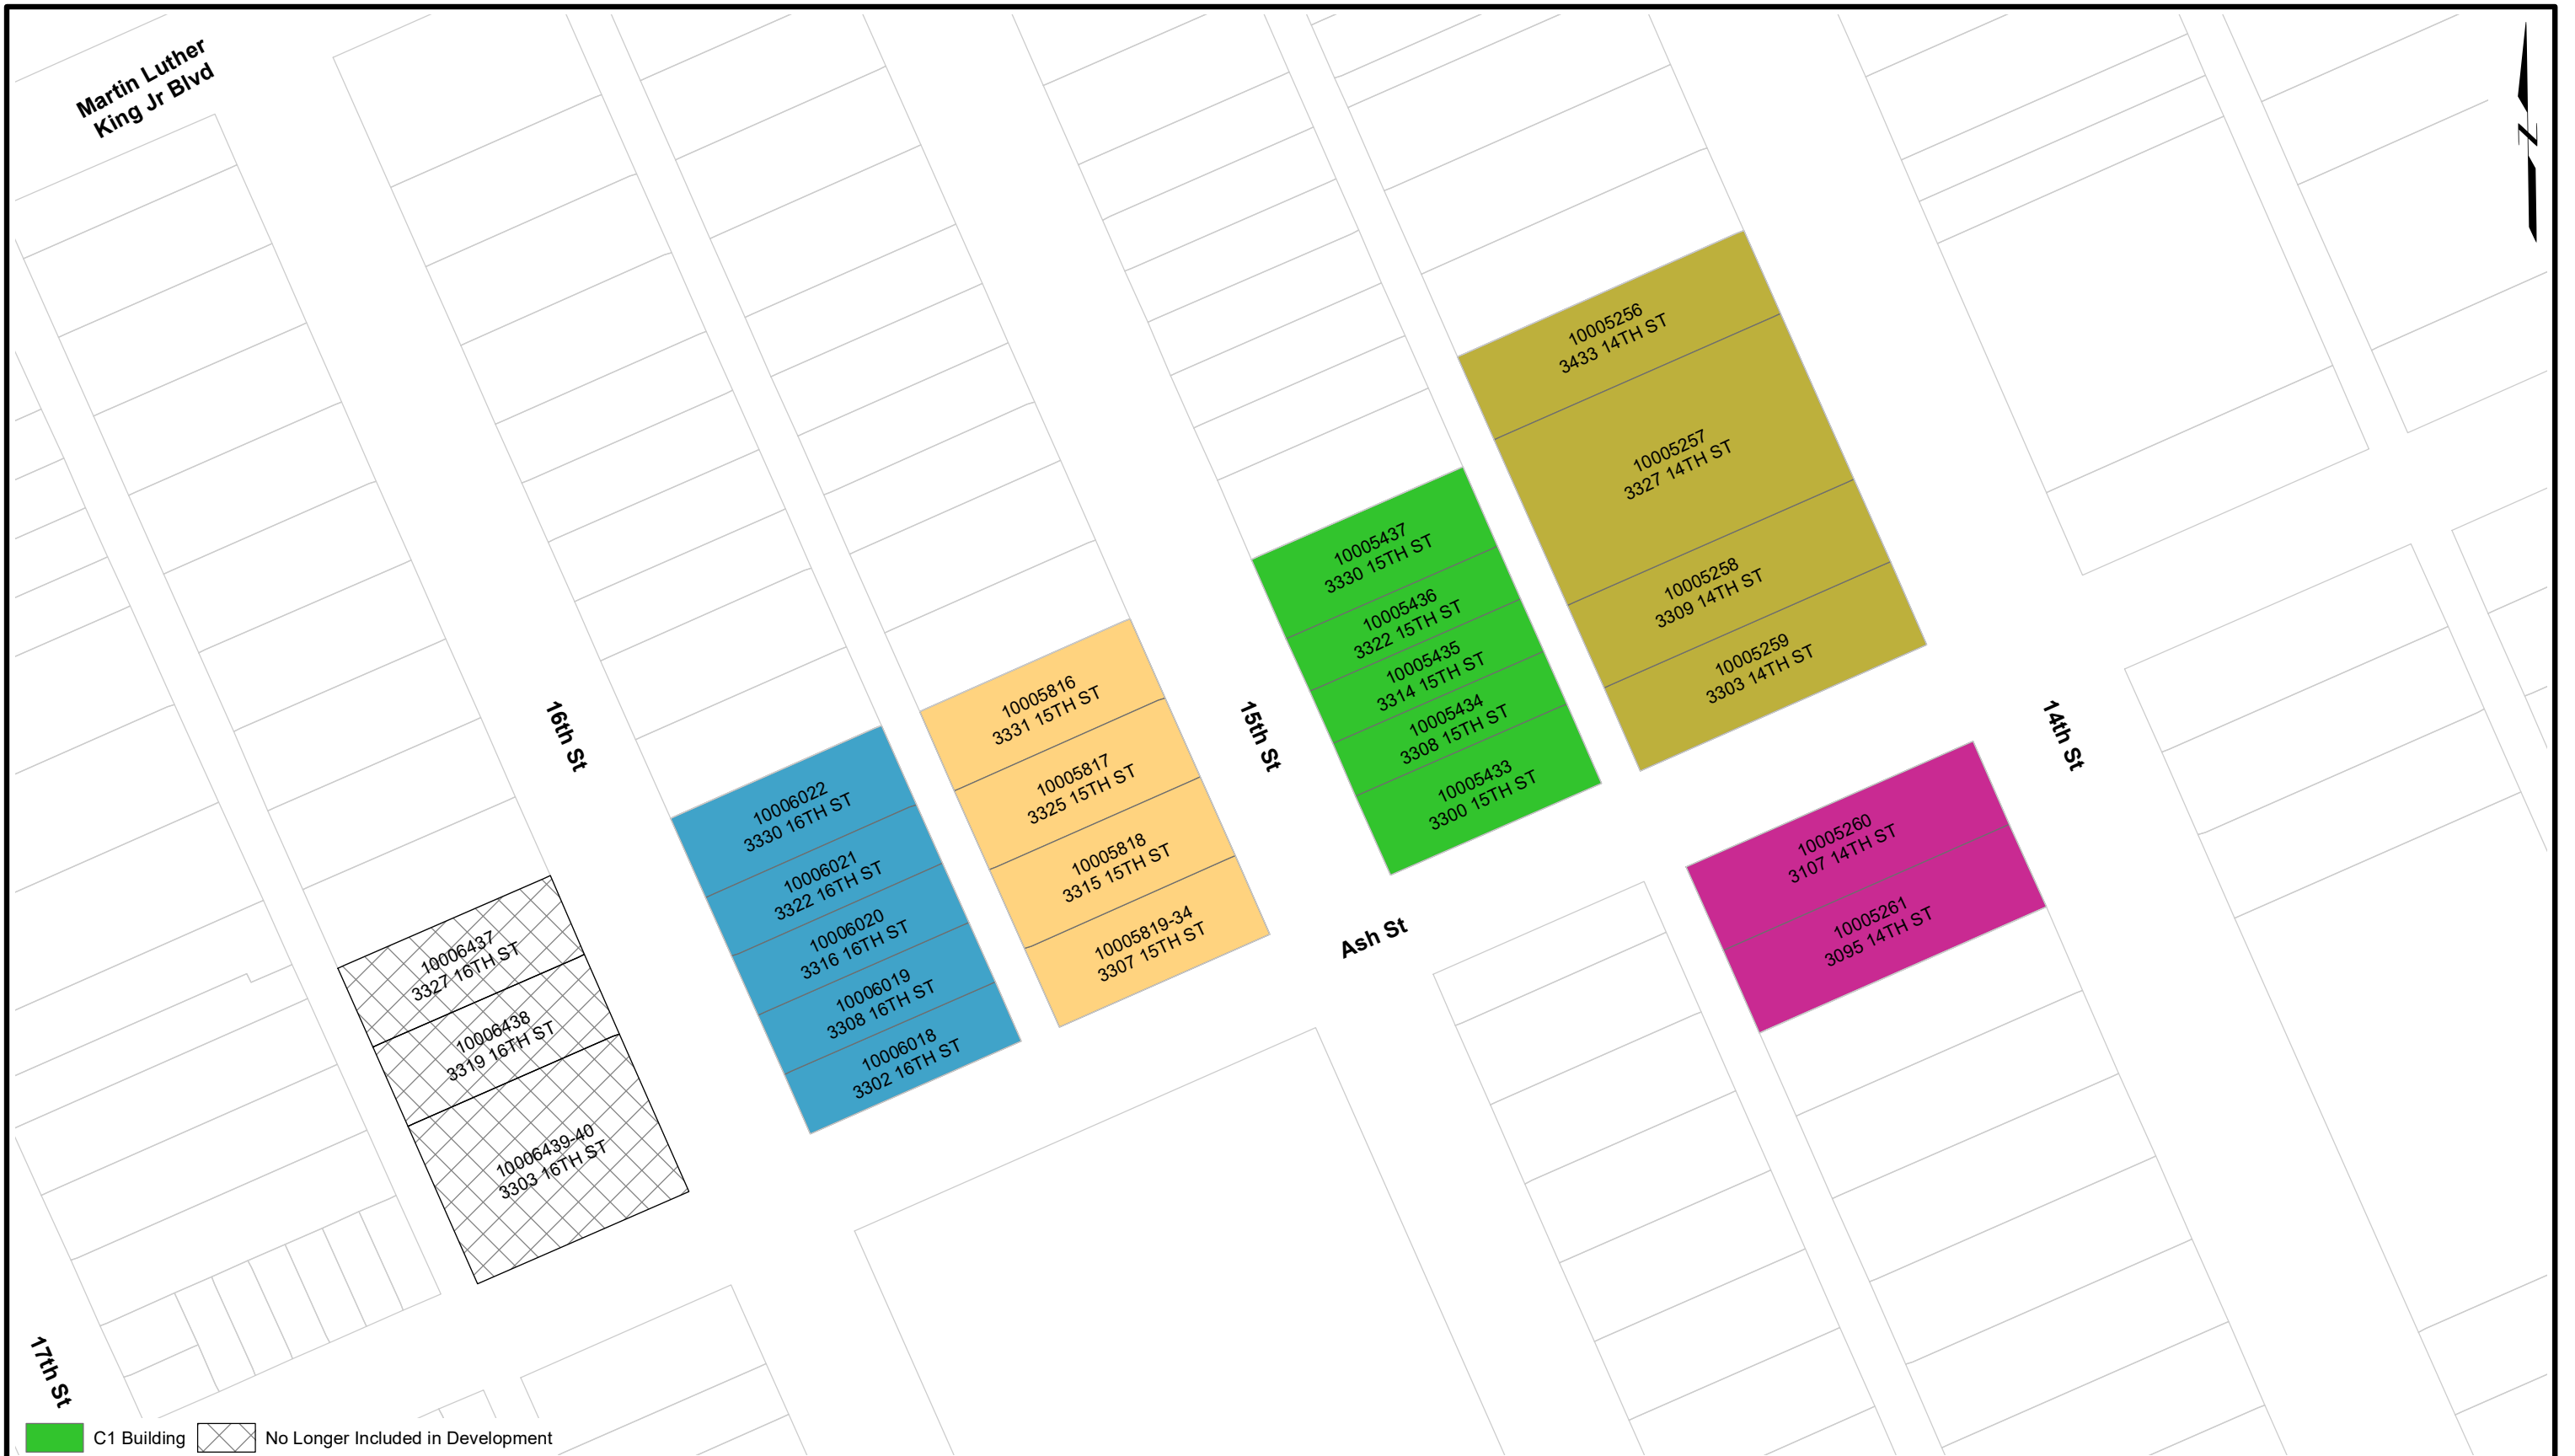 Martin Luther
King Jr Blvd
N
10005256
3433 14TH ST
10005257
3327 14TH ST
10005258
3309 14TH ST
10005259
3303 14TH ST
10005437
3330 15TH ST
10005436
3322 15TH ST
10005435
3314 15TH ST
10005434
3308 15TH ST
10005433
3300 15TH ST
16th St
15th St
14th St
10005816
3331 15TH ST
10005817
3325 15TH ST
10005818
3315 15TH ST
10005819-34
3307 15TH ST
10006022
3330 16TH ST
10006021
3322 16TH ST
10006020
3316 16TH ST
10006019
3308 16TH ST
10006018
3302 16TH ST
10005260
3107 14TH ST
10005261
3095 14TH ST
Ash St
10006437
3327 16TH ST
10006438
3319 16TH ST
10006439-40
3303 16TH ST
17th St
C1 Building
No Longer Included in Development